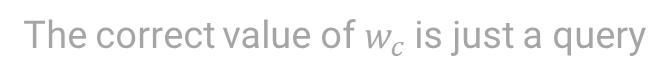 The correct value of $w_c$ is just a query